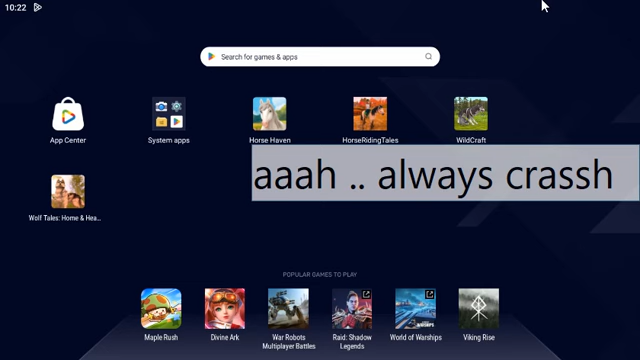 10:22
Search for games & apps
App Center
System apps
Horse Haven
HorseRidingTales
WildCraft
aaah .. always crassh
Wolf Tales: Home & Hea...
POPULAR GAMES TO PLAY
Maple Rush
Divine Ark
War Robots
Multiplayer Battles
Raid: Shadow
Legends
World of Warships
Viking Rise